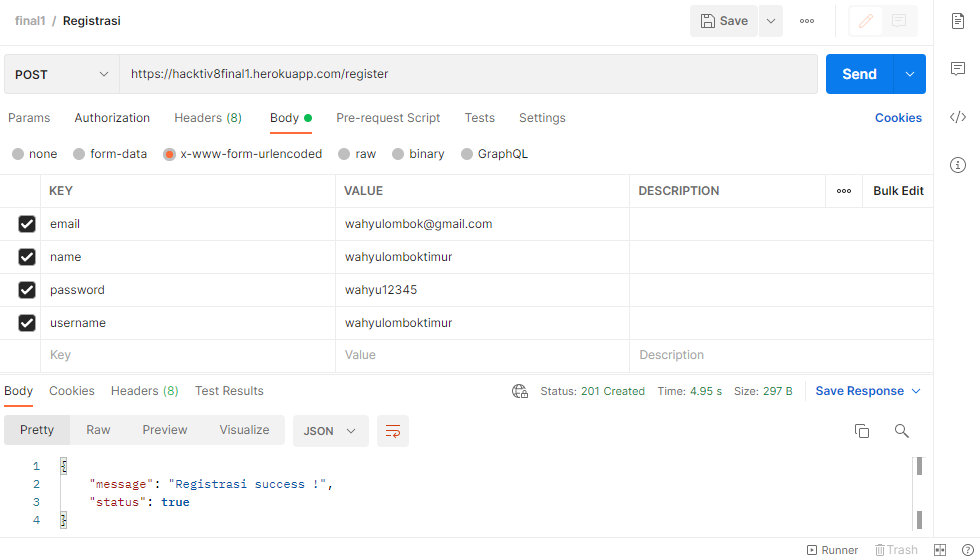 final1 / Registrasi
Save
POST
https://hacktiv8final1.herokuapp.com/register
Send
Params Authorization Headers (8) Body Pre-request Script Tests Settings Cookies
none form-data x-www-form-urlencoded raw binary GraphQL
KEY VALUE DESCRIPTION ooo Bulk Edit
email wahyulombok@gmail.com
name wahyulomboktimur
password wahyu12345
username wahyulomboktimur
Key Value Description
Body Cookies Headers (8) Test Results Status: 201 Created Time: 4.95 s Size: 297 B Save Response
Pretty Raw Preview Visualize JSON
1 {
2 "message": "Registrasi success !",
3 "status": true
4 }
Runner Trash